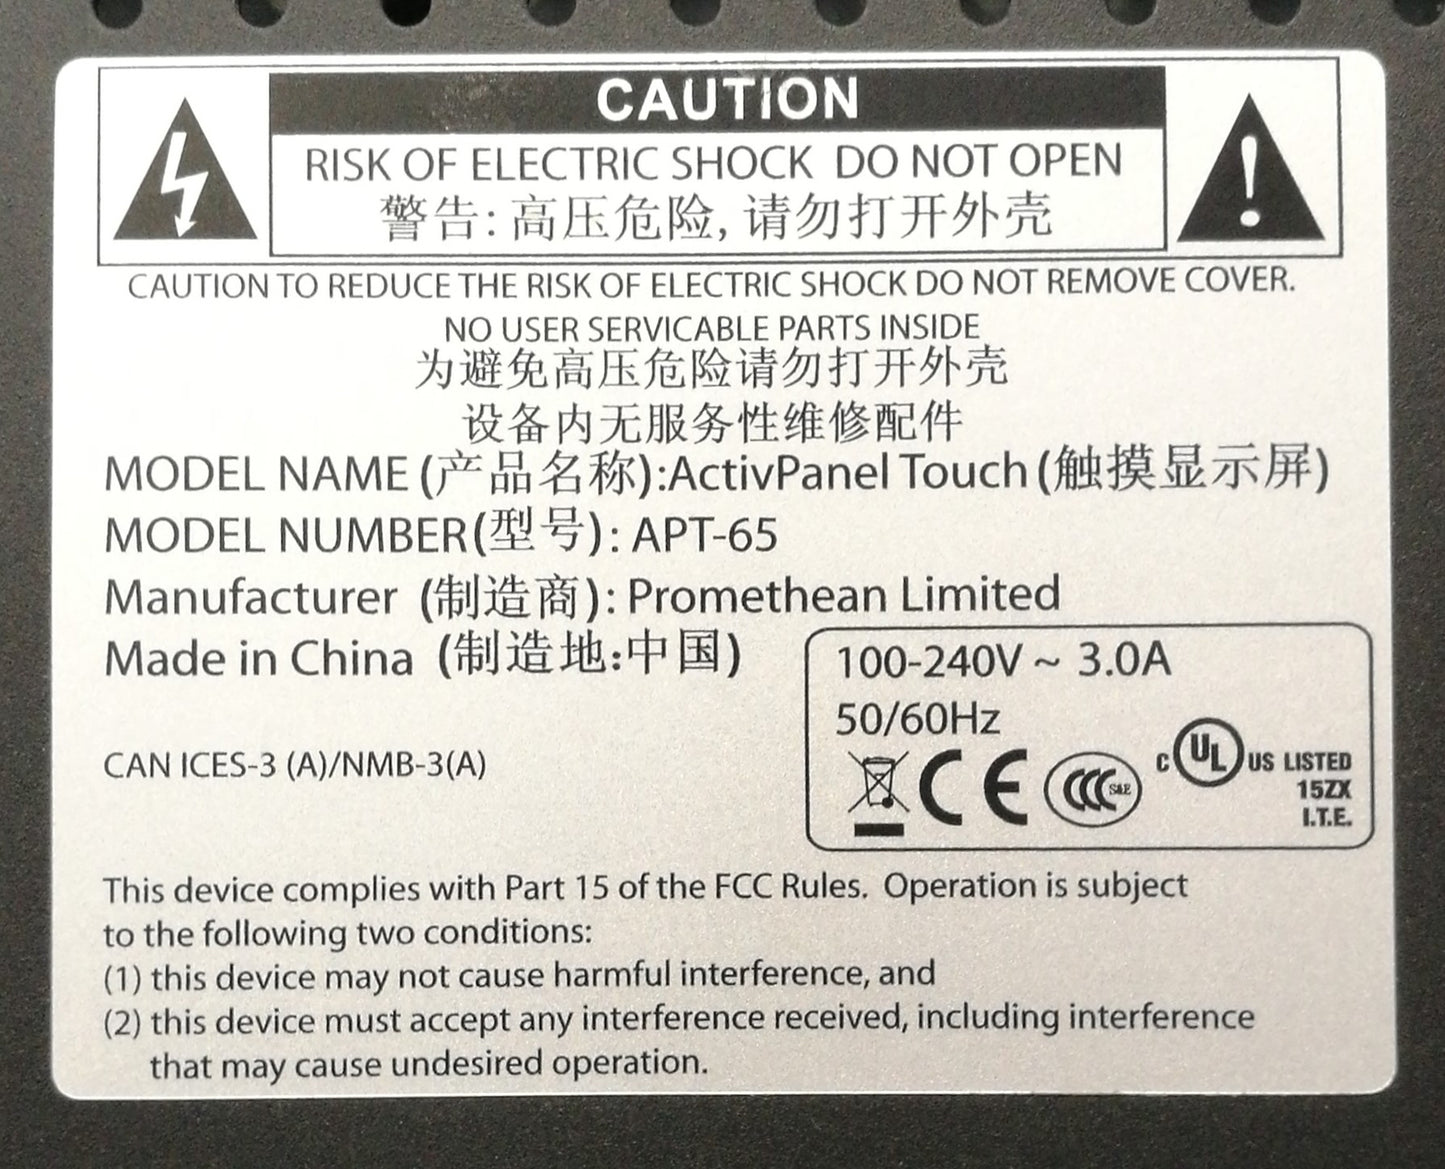 CAUTION
RISK OF ELECTRIC SHOCK DO NOT OPEN
警告: 高压危险, 请勿打开外壳
CAUTION TO REDUCE THE RISK OF ELECTRIC SHOCK DO NOT REMOVE COVER.
NO USER SERVICABLE PARTS INSIDE
为避免高压危险请勿打开外壳
设备内无服务性维修配件
MODEL NAME (产品名称):ActivPanel Touch (触摸显示屏)
MODEL NUMBER(型号): APT-65
Manufacturer (制造商): Promethean Limited
Made in China (制造地:中国)
100-240V ~ 3.0A
50/60Hz
CAN ICES-3 (A)/NMB-3(A)
CE CCC S&E C UL US LISTED
15ZX
I.T.E.
This device complies with Part 15 of the FCC Rules. Operation is subject
to the following two conditions:
(1) this device may not cause harmful interference, and
(2) this device must accept any interference received, including interference
that may cause undesired operation.